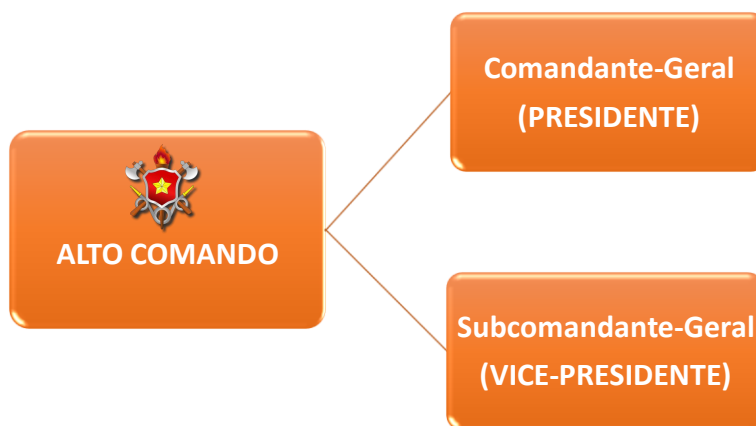 Comandante-Geral
(PRESIDENTE)
ALTO COMANDO
Subcomandante-Geral
(VICE-PRESIDENTE)